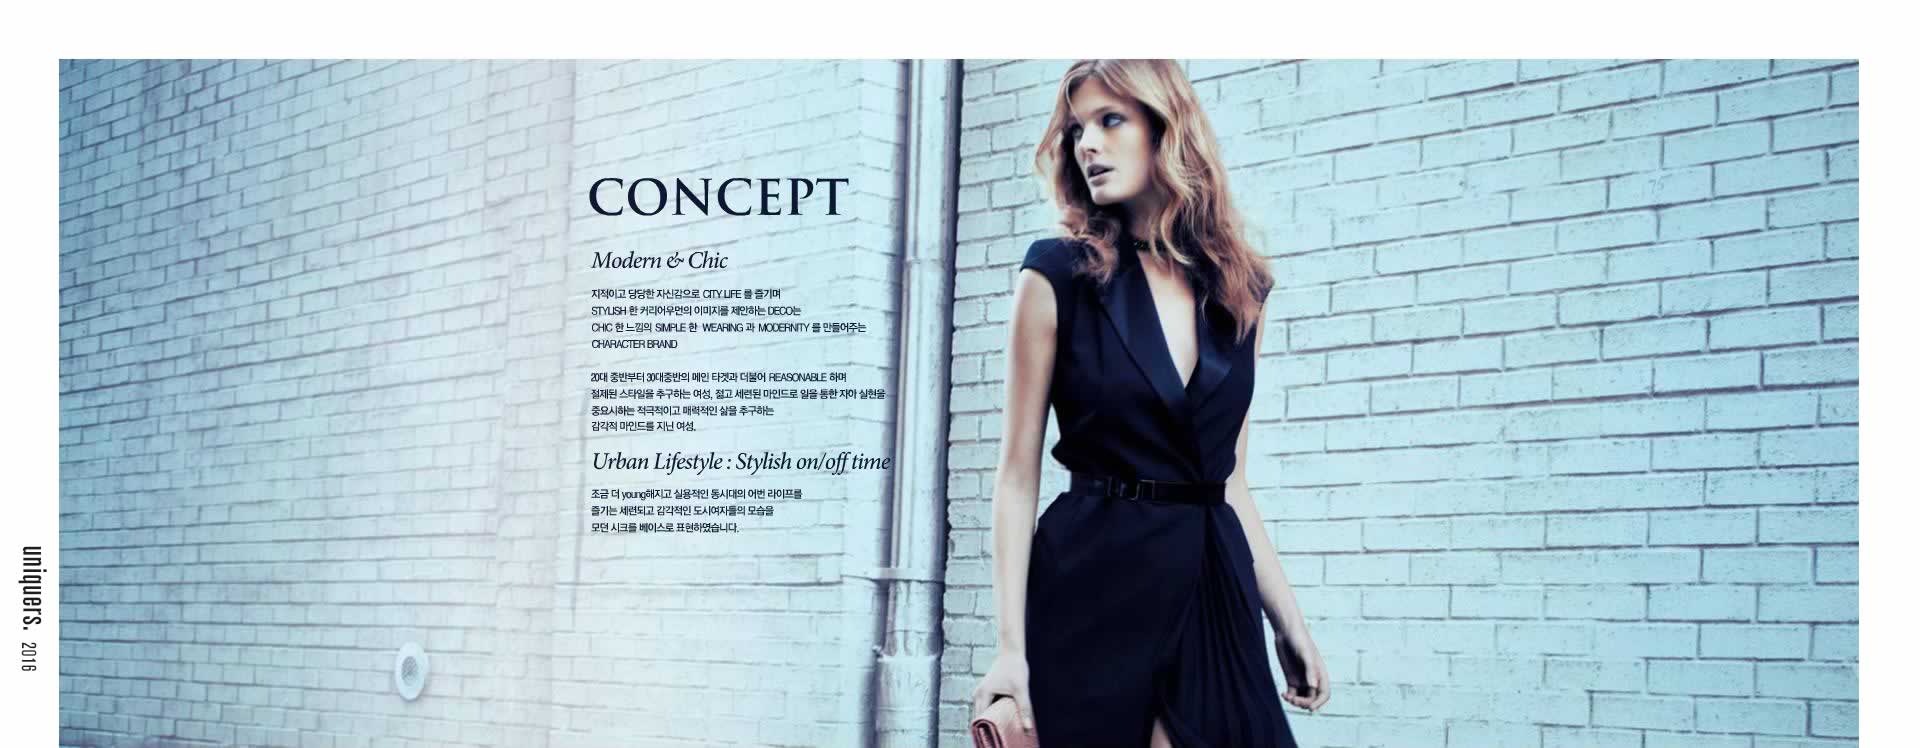 CONCEPT
Modern & Chic
지적이고 당당한 자신감으로 CITY LIFE 를 즐기며
STYLISH 한 커리어우먼의 이미지를 제안하는 DECO는
CHIC 한 느낌의 SIMPLE 한 WEARING 과 MODERNITY 를 만들어주는
CHARACTER BRAND
20대 중반부터 30대중반의 메인 타겟과 더불어 REASONABLE 하며
절제된 스타일을 추구하는 여성, 젊고 세련된 마인드로 일을 통한 자아 실현을
중요시하는 적극적이고 매력적인 삶을 추구하는
감각적 마인드를 지닌 여성.
Urban Lifestyle : Stylish on/off time
조금 더 young해지고 실용적인 동시대의 어번 라이프를
즐기는 세련되고 감각적인 도시여자들의 모습을
모던 시크를 베이스로 표현하였습니다.
uniquers. 2016